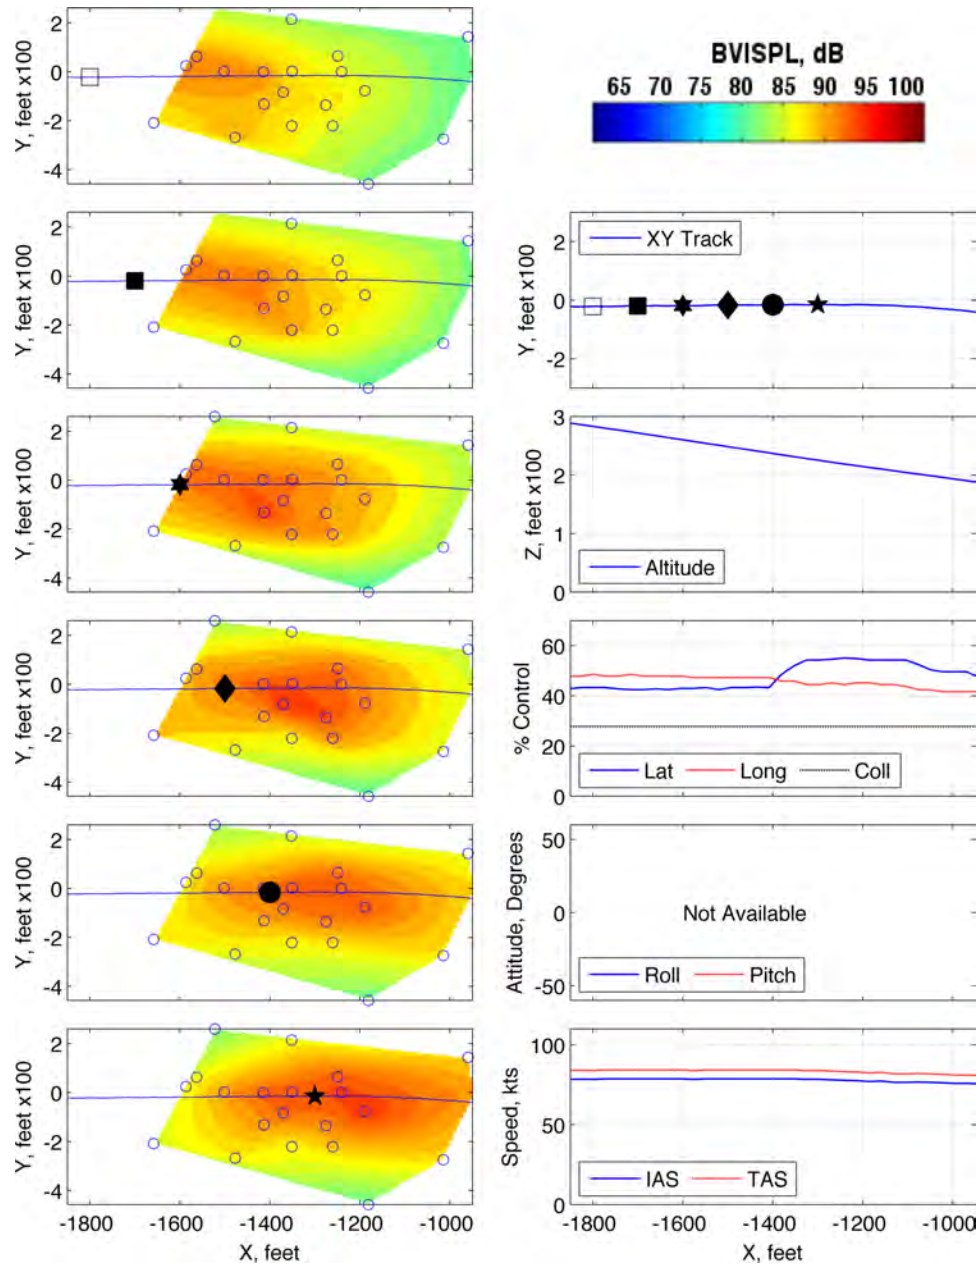 BVISPL, dB
65 70 75 80 85 90 95 100
2
0
-2
-4
Y, feet x100
2
0
-2
-4
Y, feet x100
2
0
-2
Y, feet x100
XY Track
2
0
-2
-4
Y, feet x100
3
2
1
0
Z, feet x100
Altitude
2
0
-2
-4
Y, feet x100
60
40
20
0
% Control
Lat Long Coll
2
0
-2
-4
Y, feet x100
50
0
-50
Attitude, Degrees
Not Available
Roll Pitch
2
0
-2
-4
Y, feet x100
100
50
0
Speed, kts
IAS TAS
-1800 -1600 -1400 -1200 -1000
X, feet
-1800 -1600 -1400 -1200 -1000
X, feet